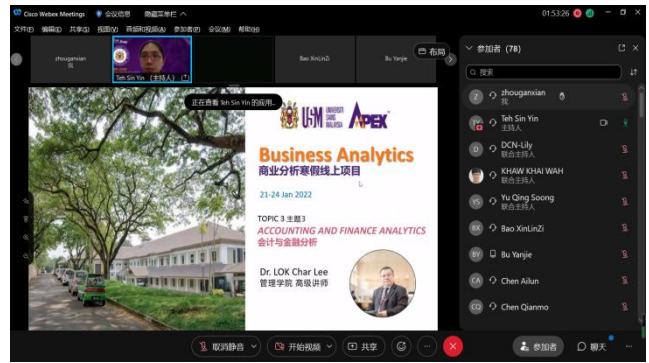 Cisco Webex Meetings
会议信息
隐藏菜单栏
01:53:26
文件(F) 编辑(E) 共享(S) 视图(V) 音频和视频(A) 参加者(P) 会议(M) 帮助(H)
zhouganxian
我
Teh Sin Yin (主持人)
Bao XinLinZi
Bu Yanjie
布局
正在查看 Teh Sin Yin 的应用...
USM
UNIVERSITI
SAINS
MALAYSIA
APEX
Business Analytics
商业分析寒假线上项目
21-24 Jan 2022
TOPIC 3 主题3
ACCOUNTING AND FINANCE ANALYTICS
会计与金融分析
Dr. LOK Char Lee
管理学院 高级讲师
参加者 (78)
搜索
Z zhouganxian
我
Teh Sin Yin
主持人
D DCN-Lily
联合主持人
KHAW KHAI WAH
联合主持人
YS Yu Qing Soong
联合主持人
BX Bao XinLinZi
BY Bu Yanjie
CA Chen Ailun
CQ Chen Qianmo
取消静音
开始视频
共享
参加者
聊天